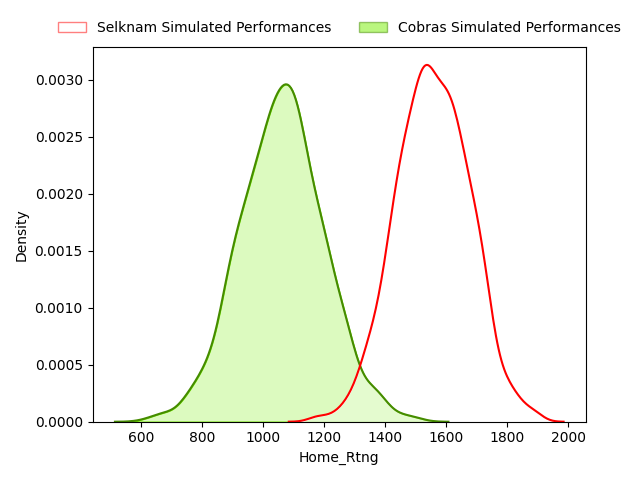 Selknam Simulated Performances Cobras Simulated Performances
0.0030
0.0025
0.0020
0.0015
0.0010
0.0005
0.0000
Density
600 800 1000 1200 1400 1600 1800 2000
Home_Rtng